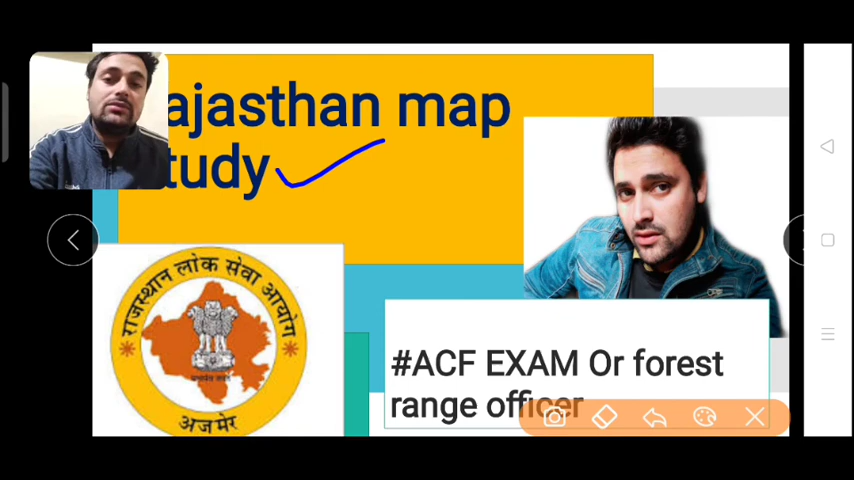 ajasthan map
tudy
राजस्थान लोक सेवा आयोग
अजमेर
#ACF EXAM Or forest
range officer